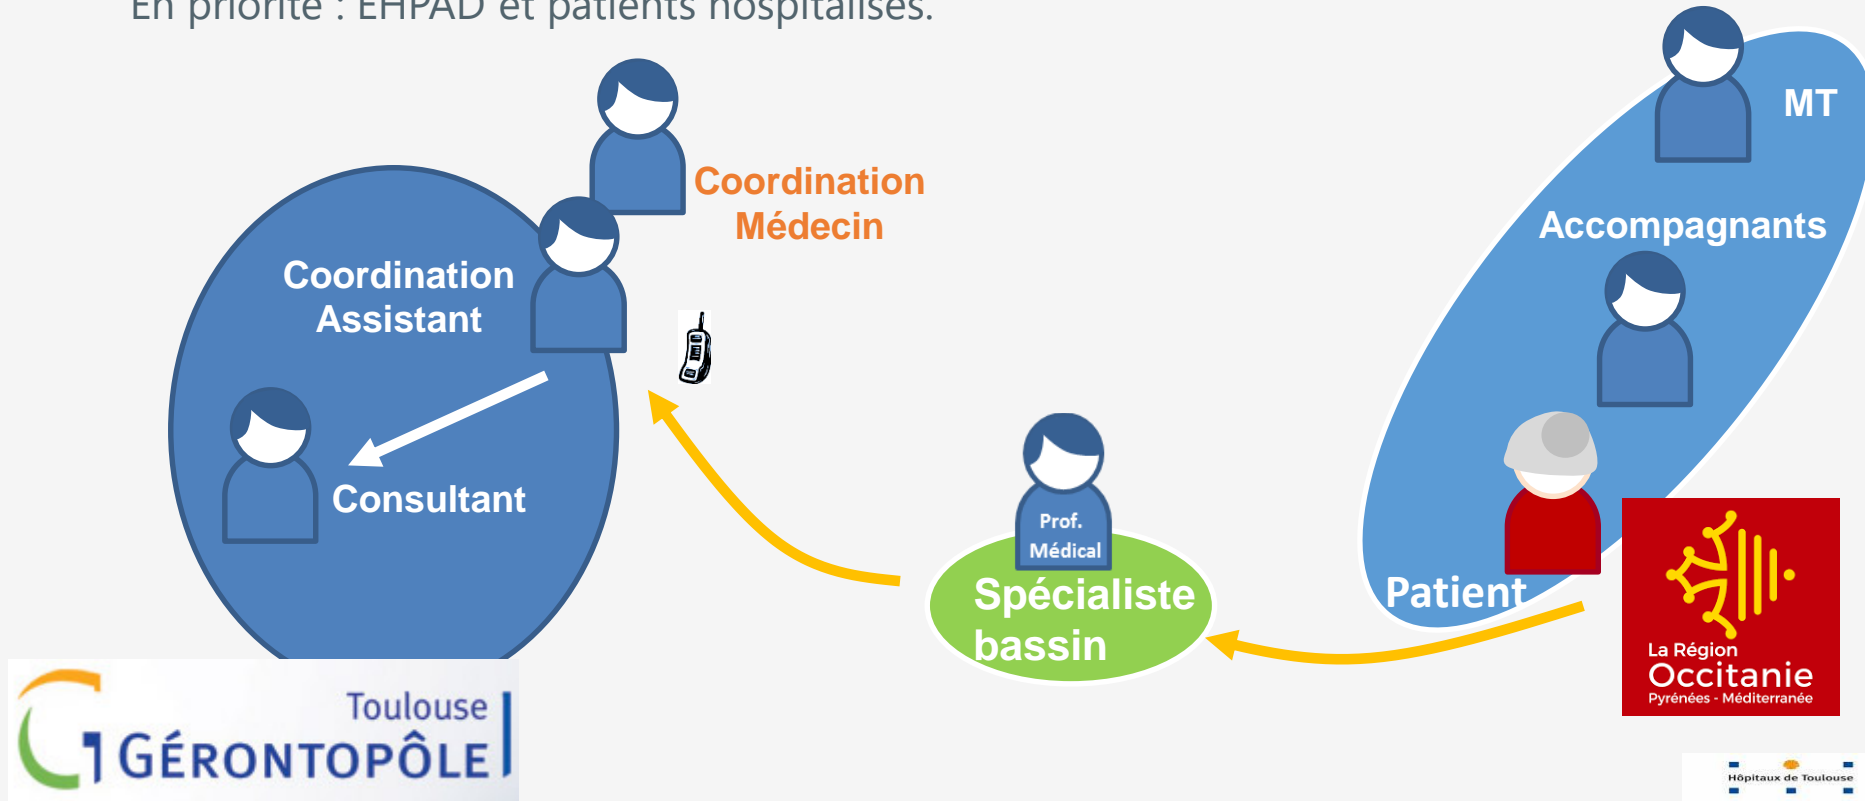 En priorité : EHPAD et patients hospitalisés.
MT
Coordination
Médecin
Accompagnants
Coordination
Assistant
Consultant
Prof.
Médical
Spécialiste
bassin
Patient
La Région
Occitanie
Pyrénées - Méditerranée
Toulouse
GÉRONTOPÔLE
Hôpitaux de Toulouse